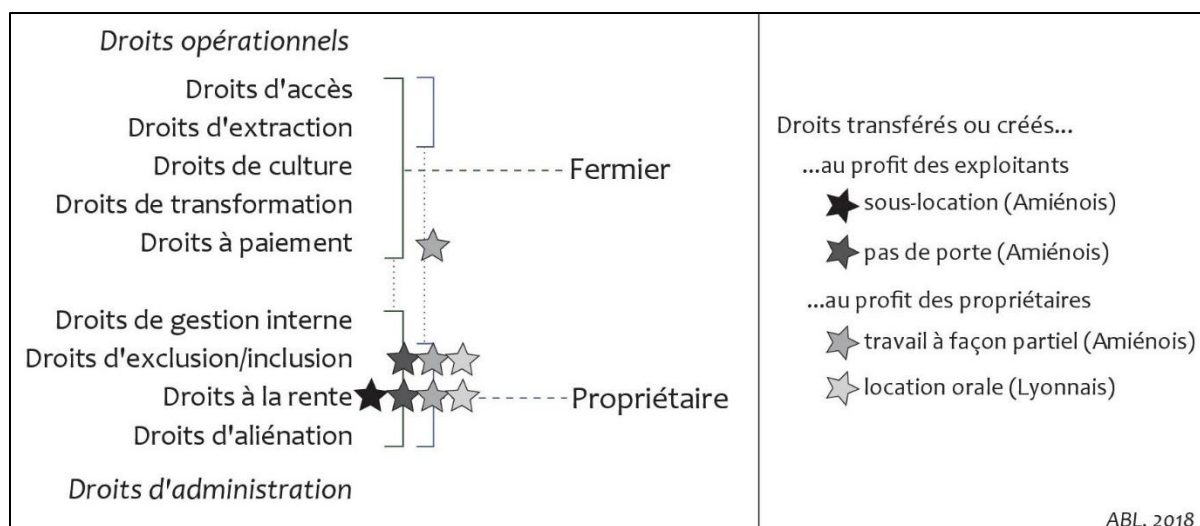 Droits opérationnels
Droits d'accès
Droits d'extraction
Droits de culture
Fermier
Droits de transformation
Droits à paiement
Droits de gestion interne
Droits d'exclusion/inclusion
Droits à la rente
Propriétaire
Droits d'aliénation
Droits d'administration
Droits transférés ou créés...
...au profit des exploitants
sous-location (Amiénois)
pas de porte (Amiénois)
...au profit des propriétaires
travail à façon partiel (Amiénois)
location orale (Lyonnais)
ABL, 2018